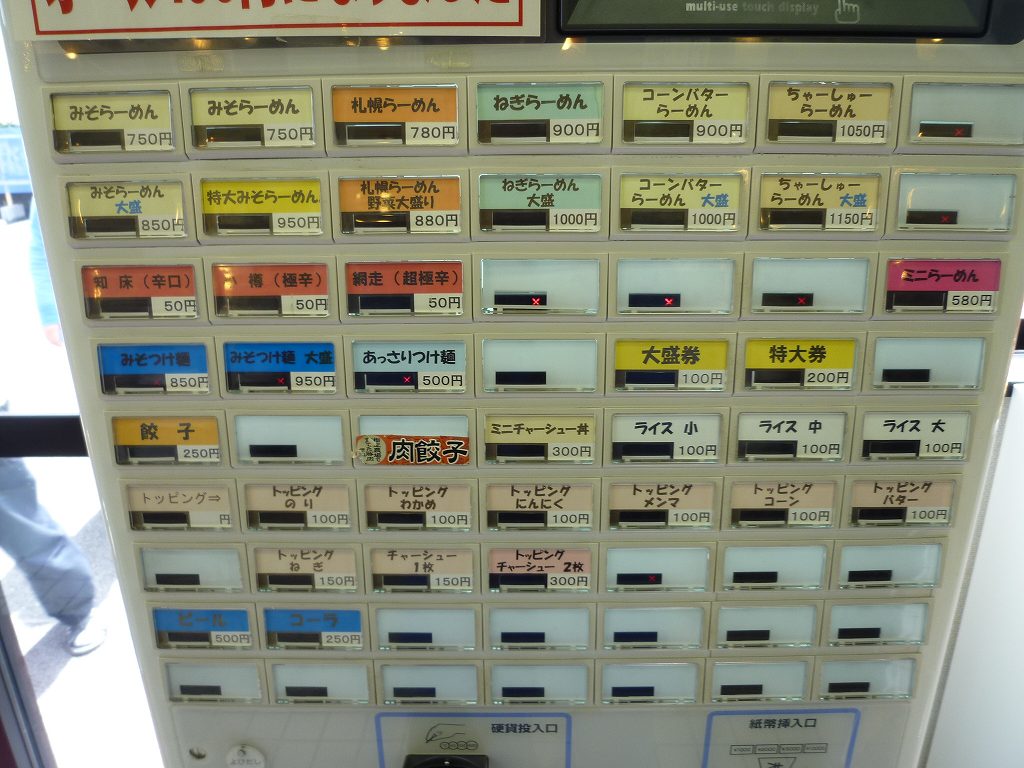 multi-use touch display
みそらーめん 750円
みそらーめん 750円
札幌らーめん 780円
ねぎらーめん 900円
コーンバター
らーめん 900円
ちゃーしゅー
らーめん 1050円
みそらーめん
大盛 850円
特大みそらーめん 950円
札幌らーめん
野菜大盛り 880円
ねぎらーめん
大盛 1000円
コーンバター
らーめん 大盛 1000円
ちゃーしゅー
らーめん 大盛 1150円
知 床（辛口） 50円
小 樽（極辛） 50円
網走（超極辛） 50円
ミニらーめん 580円
みそつけ麺 850円
みそつけ麺 大盛 950円
あっさりつけ麺 500円
大盛券 100円
特大券 200円
餃 子 250円
肉餃子
ミニチャーシュー丼 300円
ライス 小 100円
ライス 中 100円
ライス 大 100円
トッピング⇒ 円
トッピング
のり 100円
トッピング
わかめ 100円
トッピング
にんにく 100円
トッピング
メンマ 100円
トッピング
コーン 100円
トッピング
バター 100円
トッピング
ねぎ 150円
チャーシュー
1枚 150円
トッピング
チャーシュー 2枚 300円
ビール 500円
コーラ 250円
硬貨投入口
紙幣挿入口
よびだし